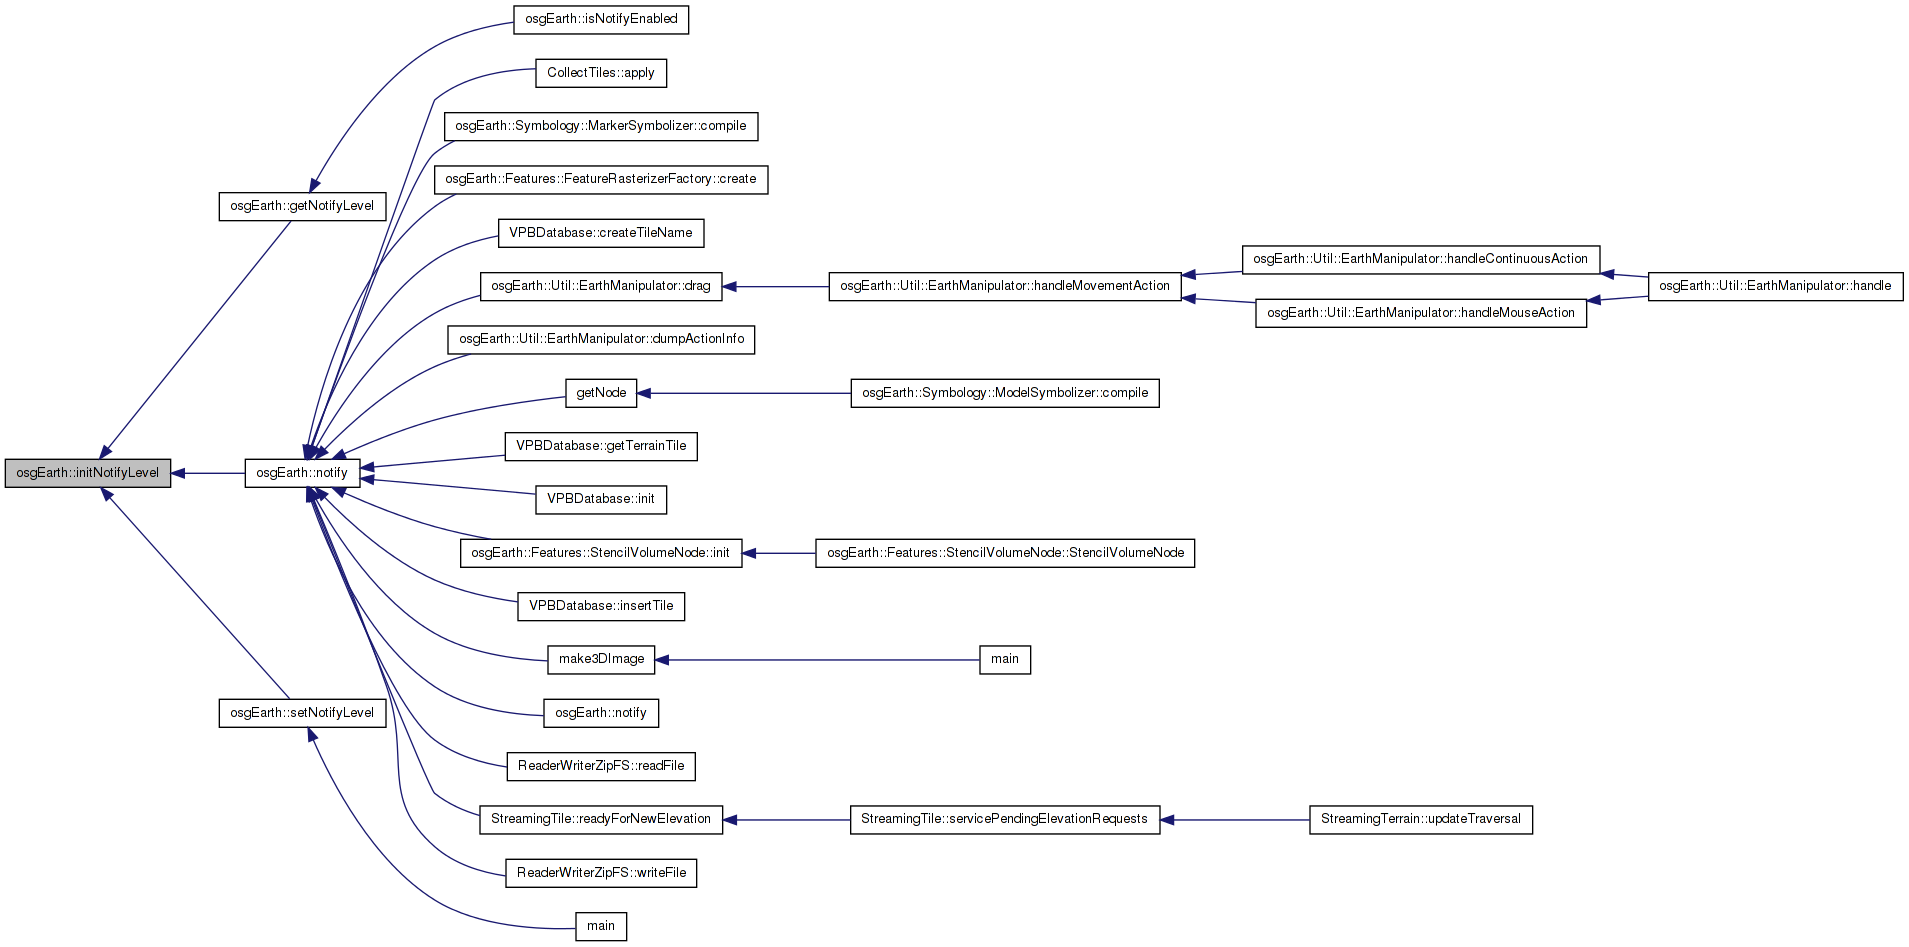 osgEarth::isNotifyEnabled
CollectTiles::apply
osgEarth::Symbology::MarkerSymbolizer::compile
osgEarth::Features::FeatureRasterizerFactory::create
osgEarth::getNotifyLevel
VPBDatabase::createTileName
osgEarth::Util::EarthManipulator::handleContinuousAction
osgEarth::Util::EarthManipulator::drag
osgEarth::Util::EarthManipulator::handleMovementAction
osgEarth::Util::EarthManipulator::handle
osgEarth::Util::EarthManipulator::handleMouseAction
osgEarth::Util::EarthManipulator::dumpActionInfo
getNode
osgEarth::Symbology::ModelSymbolizer::compile
VPBDatabase::getTerrainTile
osgEarth::initNotifyLevel
osgEarth::notify
VPBDatabase::init
osgEarth::Features::StencilVolumeNode::init
osgEarth::Features::StencilVolumeNode::StencilVolumeNode
VPBDatabase::insertTile
make3DImage
main
osgEarth::setNotifyLevel
osgEarth::notify
ReaderWriterZipFS::readFile
StreamingTile::readyForNewElevation
StreamingTile::servicePendingElevationRequests
StreamingTerrain::updateTraversal
ReaderWriterZipFS::writeFile
main